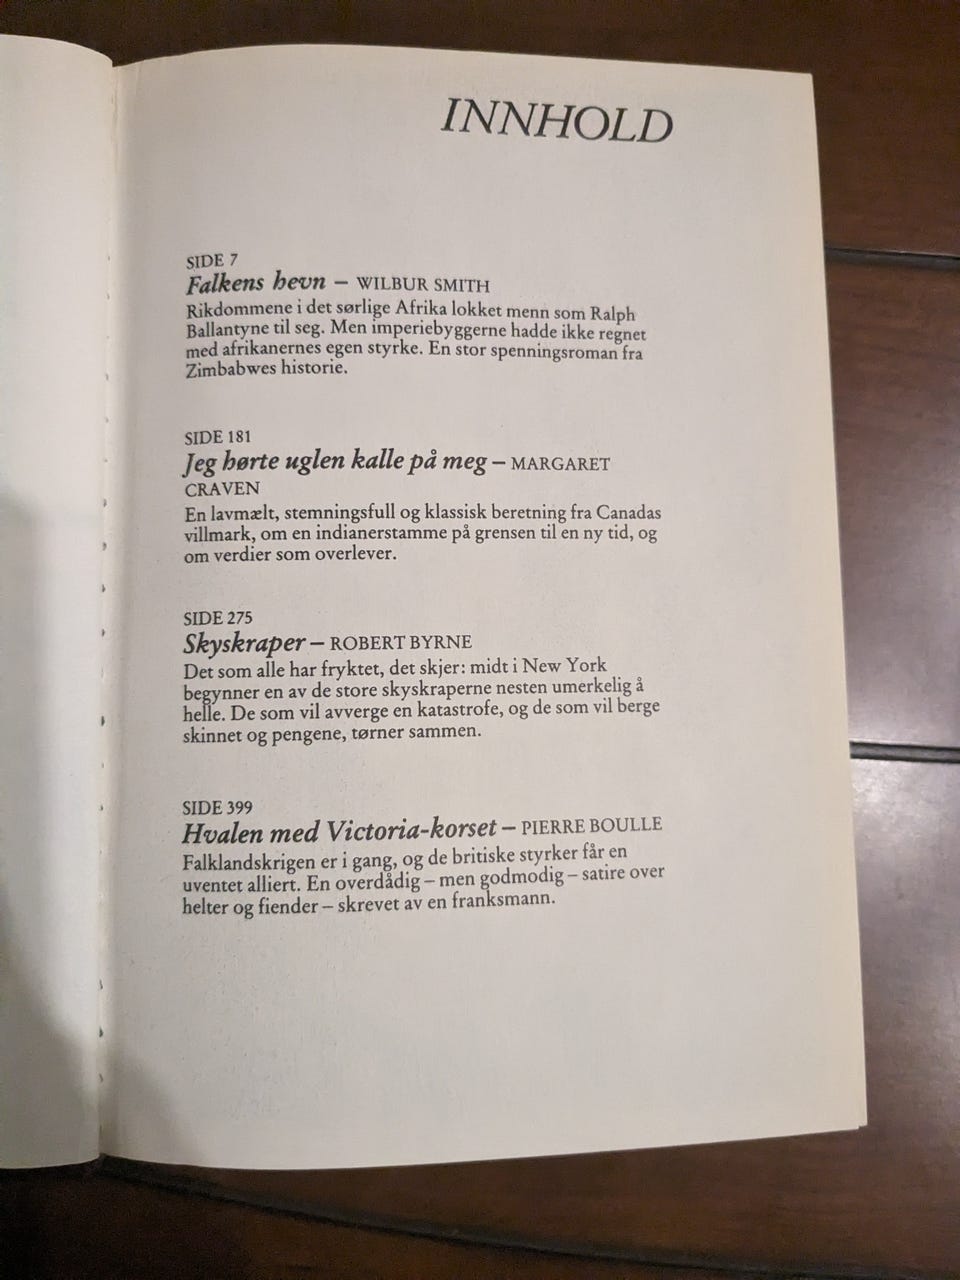 INNHOLD
SIDE 7
Falkens hevn – WILBUR SMITH
Rikdommene i det sørlige Afrika lokket menn som Ralph
Ballantyne til seg. Men imperiebyggerne hadde ikke regnet
med afrikanernes egen styrke. En stor spenningsroman fra
Zimbabwes historie.
SIDE 181
Jeg hørte uglen kalle på meg – MARGARET
CRAVEN
En lavmælt, stemningsfull og klassisk beretning fra Canadas
villmark, om en indianerstamme på grensen til en ny tid, og
om verdier som overlever.
SIDE 275
Skyskraper – ROBERT BYRNE
Det som alle har fryktet, det skjer: midt i New York
begynner en av de store skyskraperne nesten umerkelig å
helle. De som vil avverge en katastrofe, og de som vil berge
skinnet og pengene, tørner sammen.
SIDE 399
Hvalen med Victoria-korset – PIERRE BOULLE
Falklandskrigen er i gang, og de britiske styrker får en
uventet alliert. En overdådig – men godmodig – satire over
helter og fiender – skrevet av en franksmann.